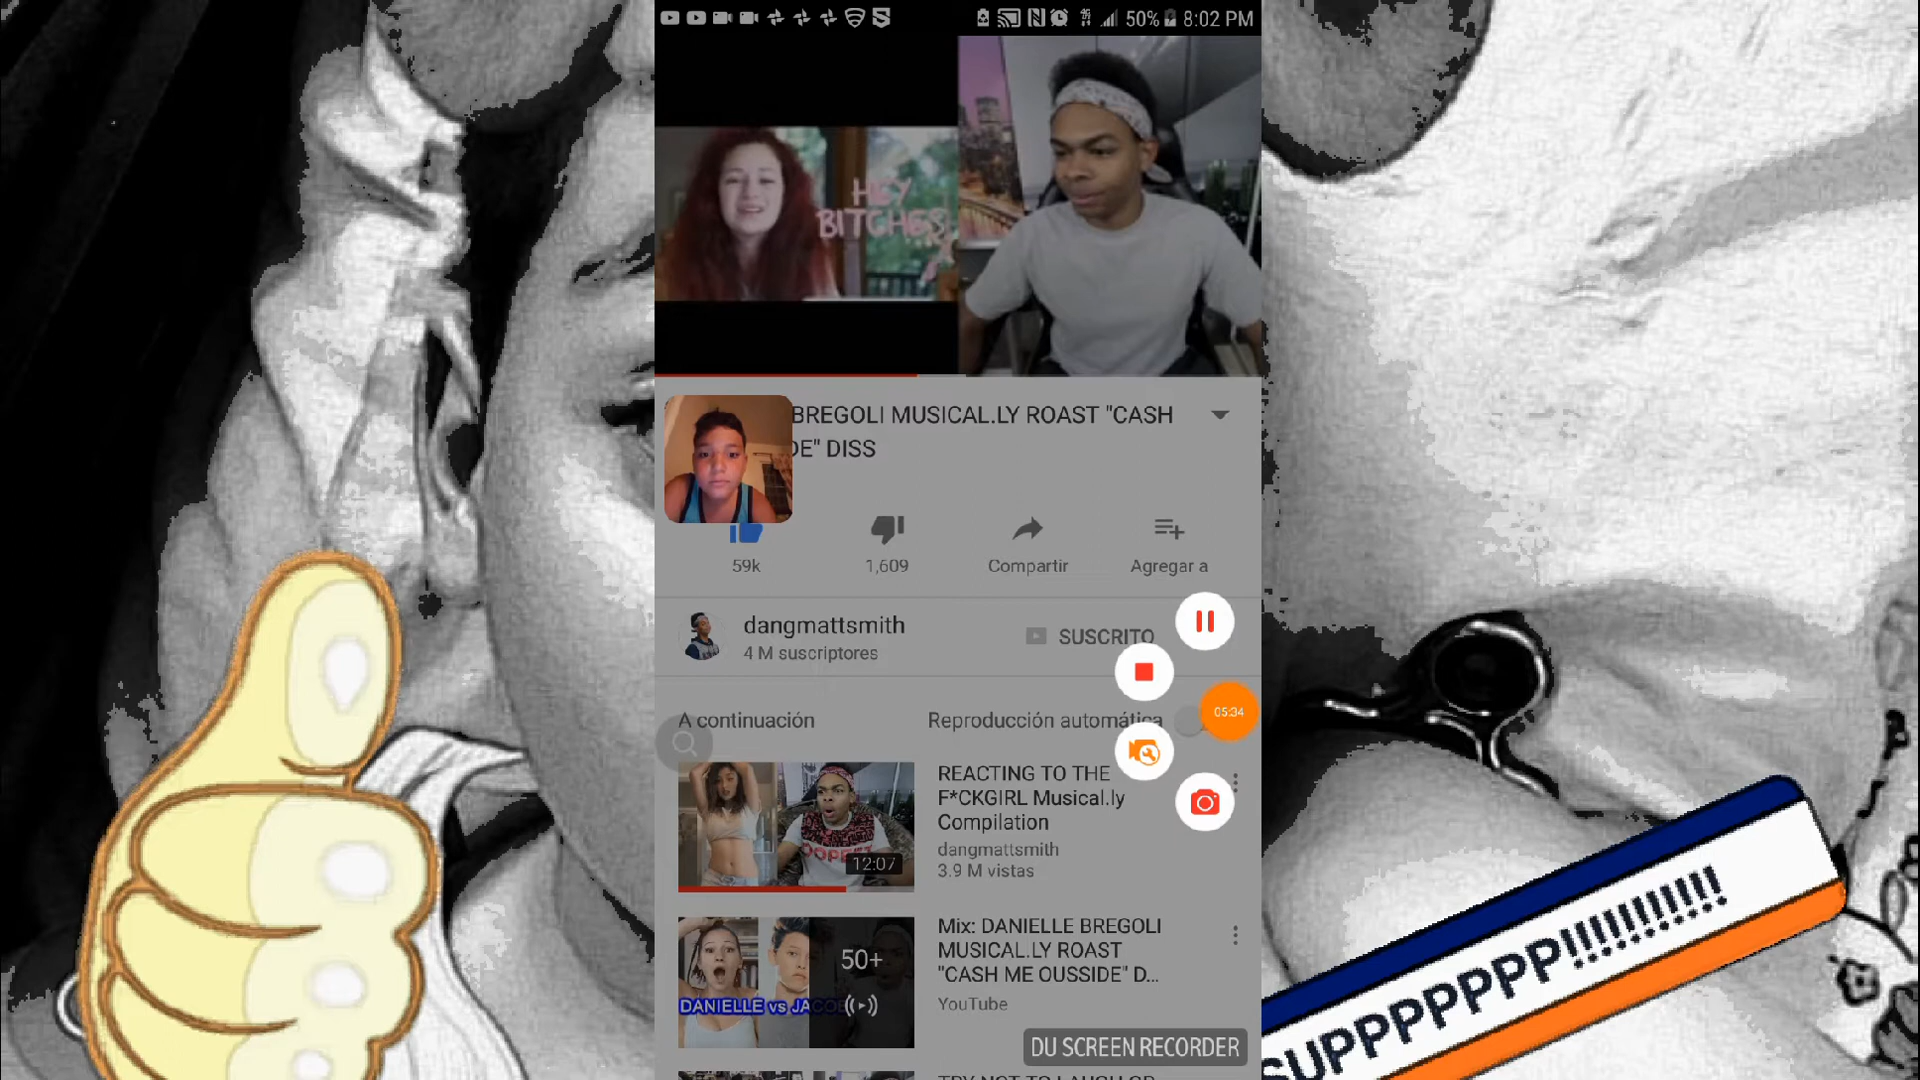 50% 8:02 PM
HEY
BITCHES
BREGOLI MUSICAL.LY ROAST "CASH
DE" DISS
59k
1,609
Compartir
Agregar a
dangmattsmith
4 M suscriptores
SUSCRITO
05:34
A continuación
Reproducción automática
REACTING TO THE
F*CKGIRL Musical.ly
Compilation
dangmattsmith
3.9 M vistas
12:07
Mix: DANIELLE BREGOLI
MUSICAL.LY ROAST
"CASH ME OUSSIDE" D...
YouTube
50+
DANIELLE vs JACOB
DU SCREEN RECORDER
SUPPPPPPP!!!!!!!!!!!